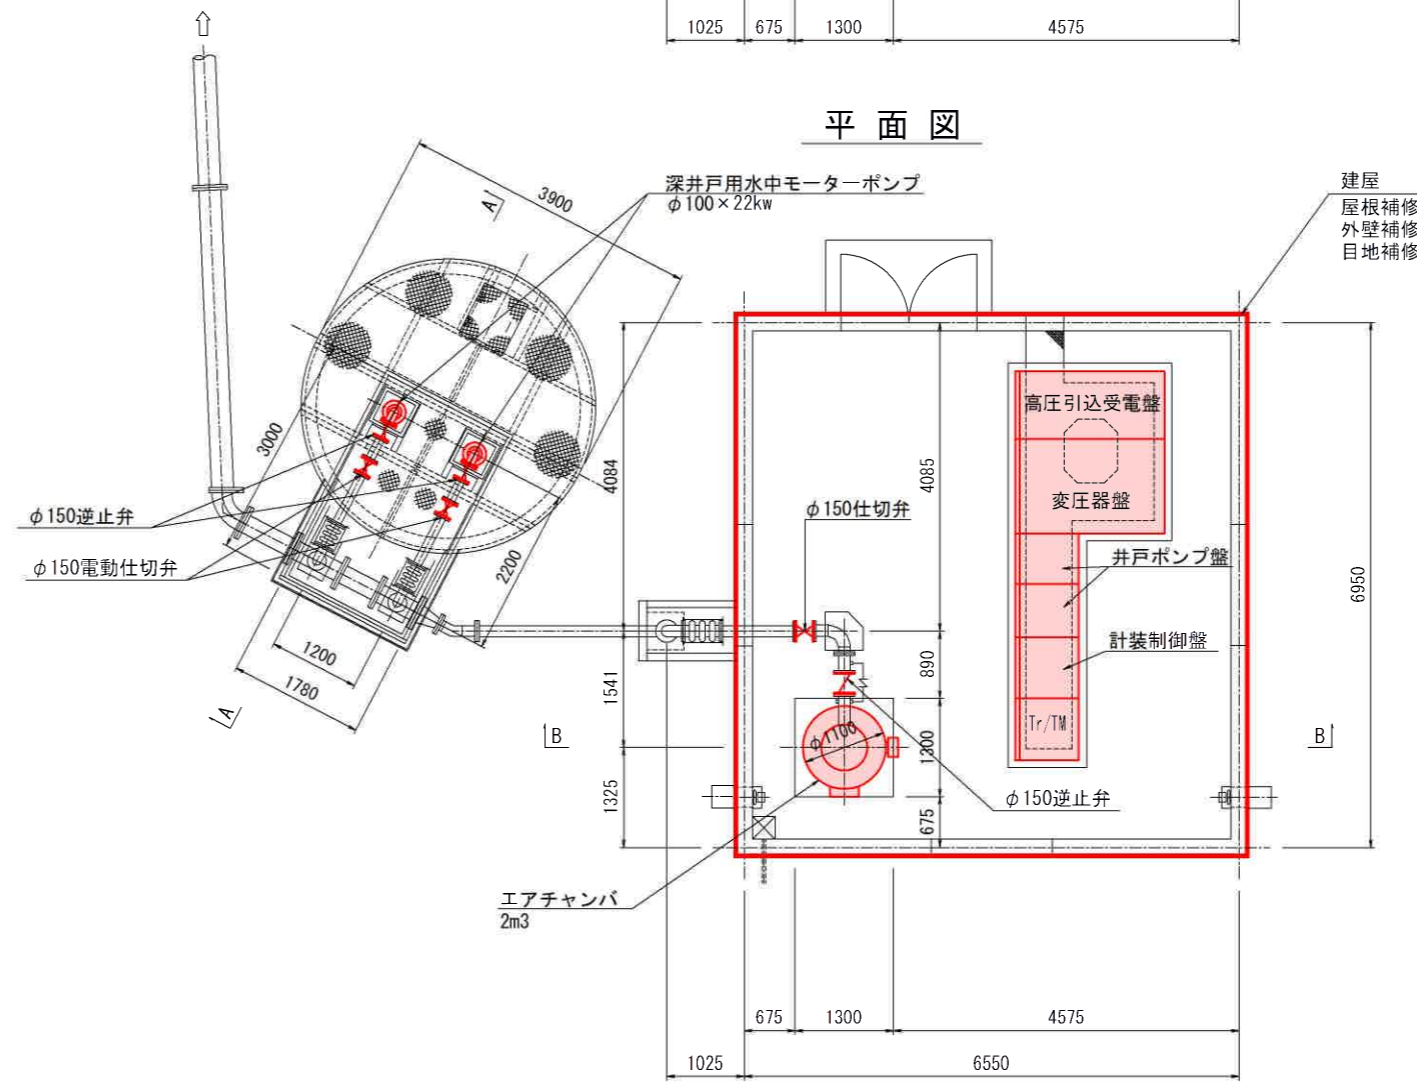 1025
675
1300
4575
平面図
深井戸用水中モーターポンプ
φ100×22kw
建屋
屋根補修
外壁補修
目地補修
3900
A
3000
4084
4085
高圧引込受電盤
変圧器盤
φ150仕切弁
φ150逆止弁
φ150電動仕切弁
2200
井戸ポンプ盤
計装制御盤
6950
1200
1780
A
1541
890
B
φ1100
1300
Tr/TM
B
1325
675
φ150逆止弁
エアチャンバ
2m3
675
1300
4575
1025
6550